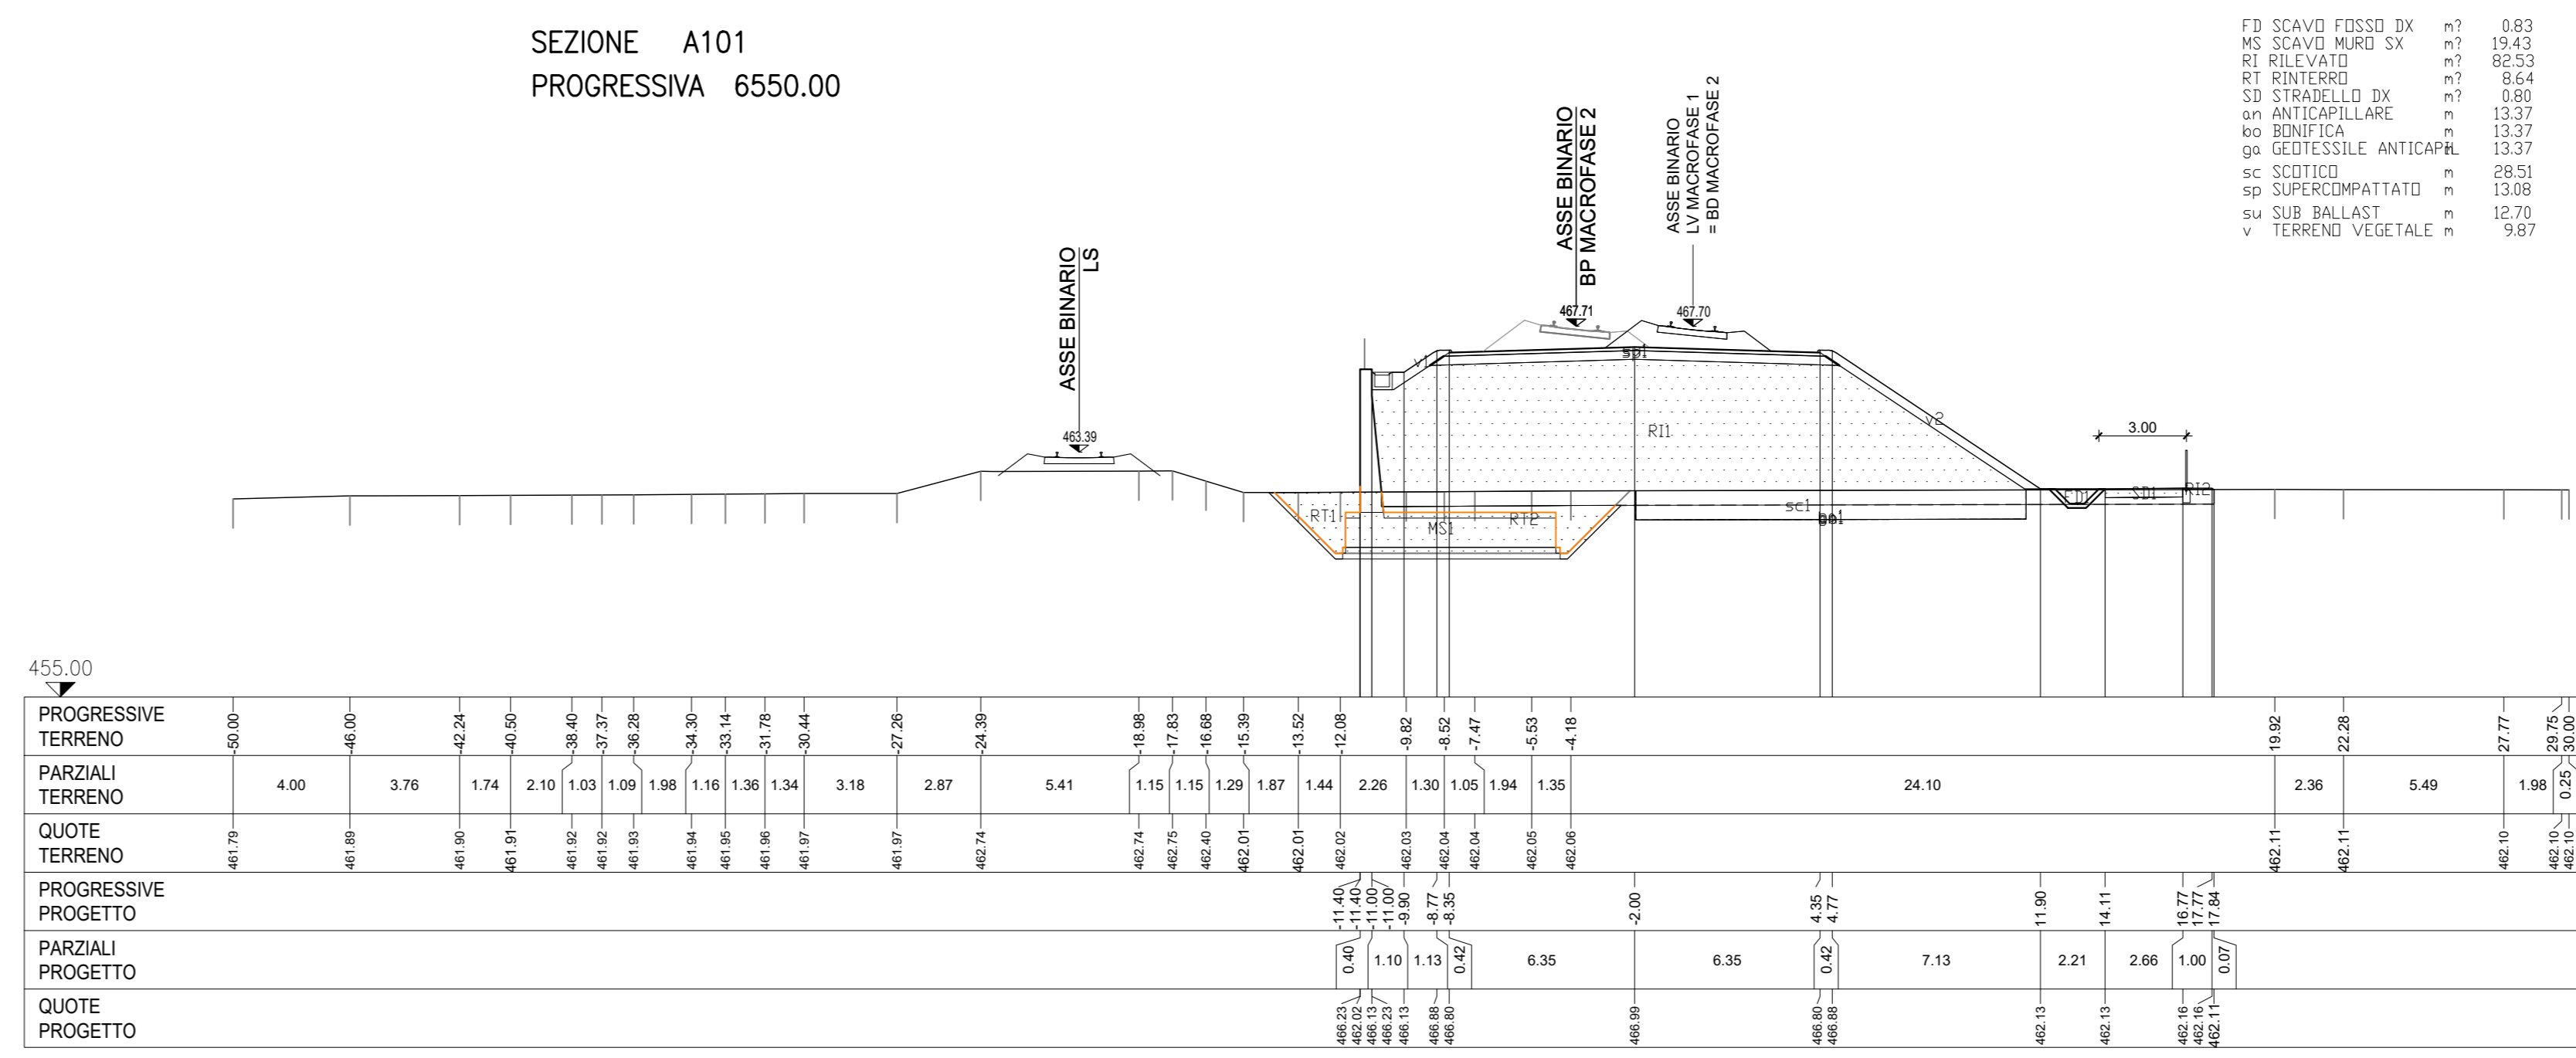 SEZIONE A101
PROGRESSIVA 6550.00
FD SCAVO FOSSO DX m? 0.83
MS SCAVO MURO SX m? 19.43
RI RILEVATO m? 82.53
RT RINTERRO m? 8.64
SD STRADELLO DX m? 0.80
an ANTICAPILLARE m 13.37
bo BONIFICA m 13.37
ga GEOTESSILE ANTICAPIL m 13.37
sc SCOTICO m 28.51
sp SUPERCOMPATTATO m 13.08
su SUB BALLAST m 12.70
v TERRENO VEGETALE m 9.87
ASSE BINARIO
LS
463.39
ASSE BINARIO
BP MACROFASE 2
467.71
ASSE BINARIO
LV MACROFASE 1
= BD MACROFASE 2
467.70
v1
sp1
RI1
v2
3.00
RT1
MS1
RT2
sc1
FD1
SD1
RI2
455.00
PROGRESSIVE
TERRENO
-50.00 -46.00 -42.24 -40.50 -38.40 -37.37 -36.28 -34.30 -33.14 -31.78 -30.44 -27.26 -24.39 -18.98 -17.83 -16.68 -15.39 -13.52 -12.08 -9.82 -8.52 -7.47 -5.53 -4.18 19.92 22.28 27.77 29.75 30.00
PARZIALI
TERRENO
4.00 3.76 1.74 2.10 1.03 1.09 1.98 1.16 1.36 1.34 3.18 2.87 5.41 1.15 1.15 1.29 1.87 1.44 2.26 1.30 1.05 1.94 1.35 24.10 2.36 5.49 1.98 0.25
QUOTE
TERRENO
461.79 461.89 461.90 461.91 461.92 461.92 461.93 461.94 461.95 461.96 461.97 461.97 462.74 462.74 462.75 462.40 462.01 462.01 462.02 462.03 462.04 462.04 462.05 462.06 462.11 462.11 462.10 462.10 462.10
PROGRESSIVE
PROGETTO
-11.40 -11.40 -11.00 -11.00 -9.90 -8.77 -8.35 -2.00 4.35 4.77 11.90 14.11 16.77 17.77 17.84
PARZIALI
PROGETTO
0.40 1.10 1.13 0.42 6.35 6.35 0.42 7.13 2.21 2.66 1.00 0.07
QUOTE
PROGETTO
466.23 462.02 466.13 466.23 466.13 466.88 466.80 466.99 466.80 466.88 462.13 462.13 462.16 462.16 462.11